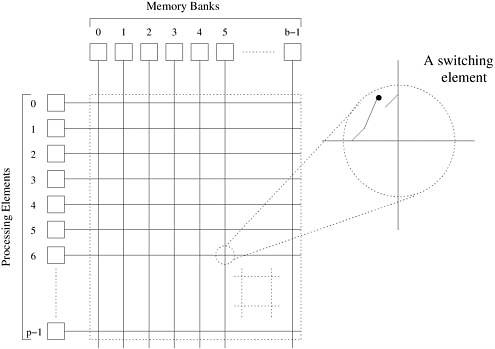 Memory Banks
0 1 2 3 4 5 b−1
A switching
element
Processing Elements
0
1
2
3
4
5
6
p−1